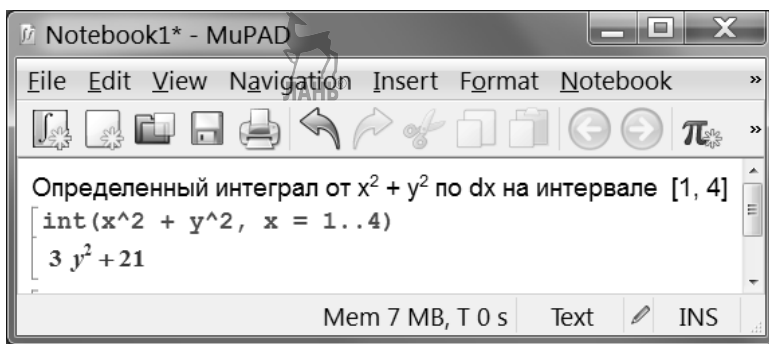 Notebook1* - MuPAD
File Edit View Navigation Insert Format Notebook »
»
Определенный интеграл от x² + y² по dx на интервале [1, 4]
int(x^2 + y^2, x = 1..4)
3 y² + 21
Mem 7 MB, T 0 s Text INS
ЛАНЬ